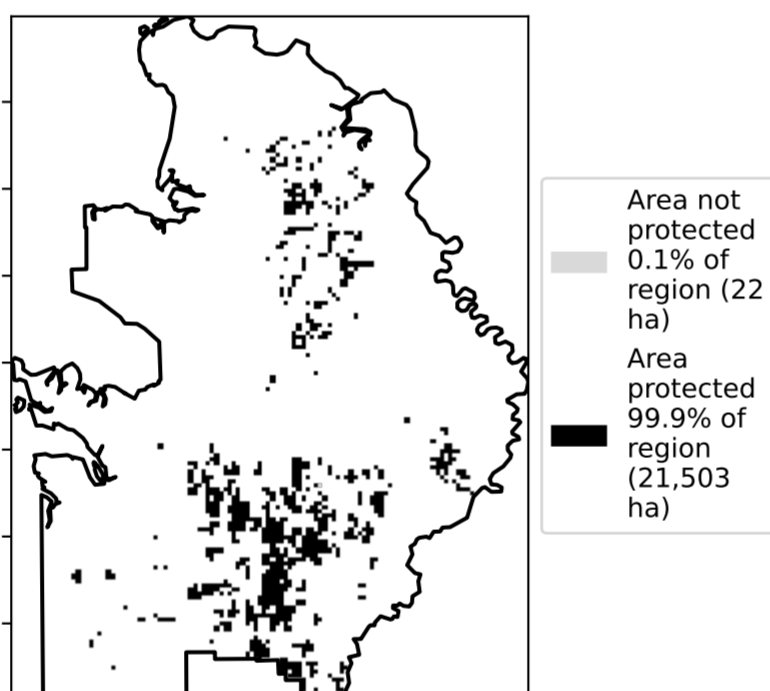 Area not
protected
0.1% of
region (22
ha)
Area
protected
99.9% of
region
(21,503
ha)